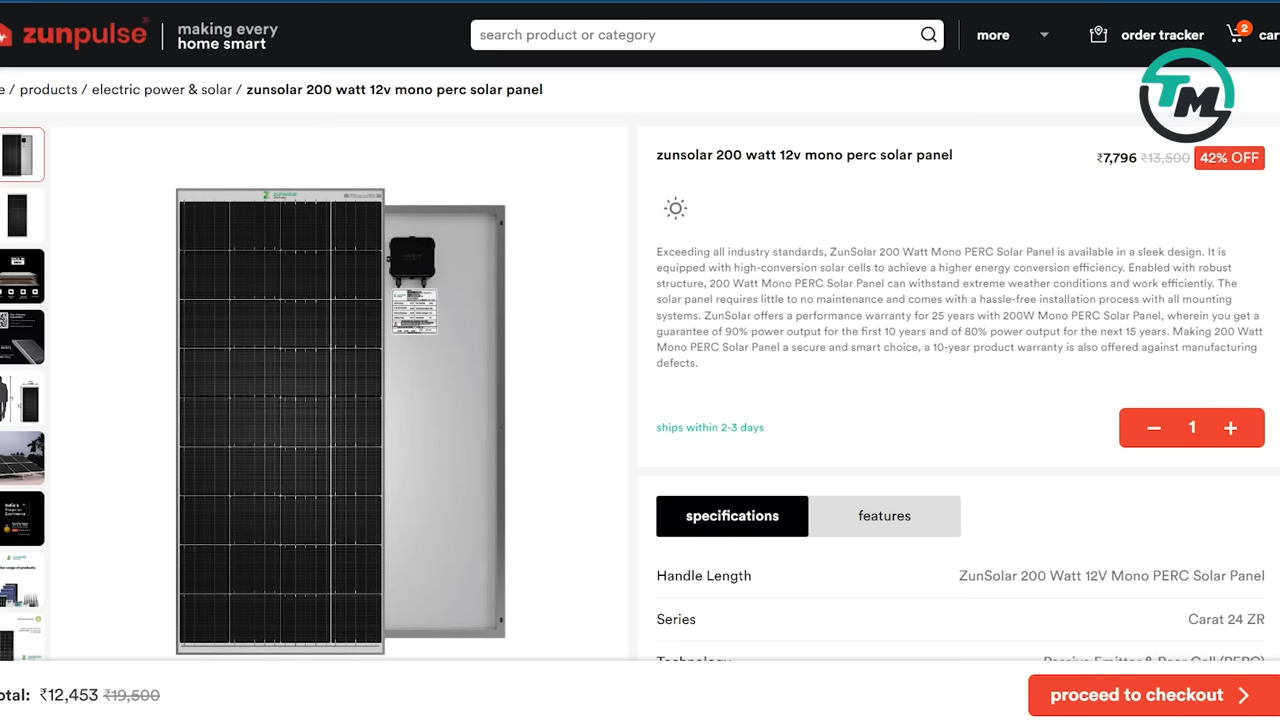 zunpulse
making every
home smart
search product or category
more
order tracker
2
car
TM
e / products / electric power & solar / zunsolar 200 watt 12v mono perc solar panel
zunsolar 200 watt 12v mono perc solar panel
₹7,796 ₹13,500 42% OFF
Exceeding all industry standards, ZunSolar 200 Watt Mono PERC Solar Panel is available in a sleek design. It is
equipped with high-conversion solar cells to achieve a higher energy conversion efficiency. Enabled with robust
structure, 200 Watt Mono PERC Solar Panel can withstand extreme weather conditions and work efficiently. The
solar panel requires little to no maintenance and comes with a hassle-free installation process with all mounting
systems. ZunSolar offers a performance warranty for 25 years with 200W Mono PERC Solar Panel, wherein you get a
guarantee of 90% power output for the first 10 years and of 80% power output for the next 15 years. Making 200 Watt
Mono PERC Solar Panel a secure and smart choice, a 10-year product warranty is also offered against manufacturing
defects.
ships within 2-3 days
− 1 +
specifications
features
Handle Length
ZunSolar 200 Watt 12V Mono PERC Solar Panel
Series
Carat 24 ZR
Technology
Passive Emitter & Rear Cell (PERC)
otal: ₹12,453 ₹19,500
proceed to checkout